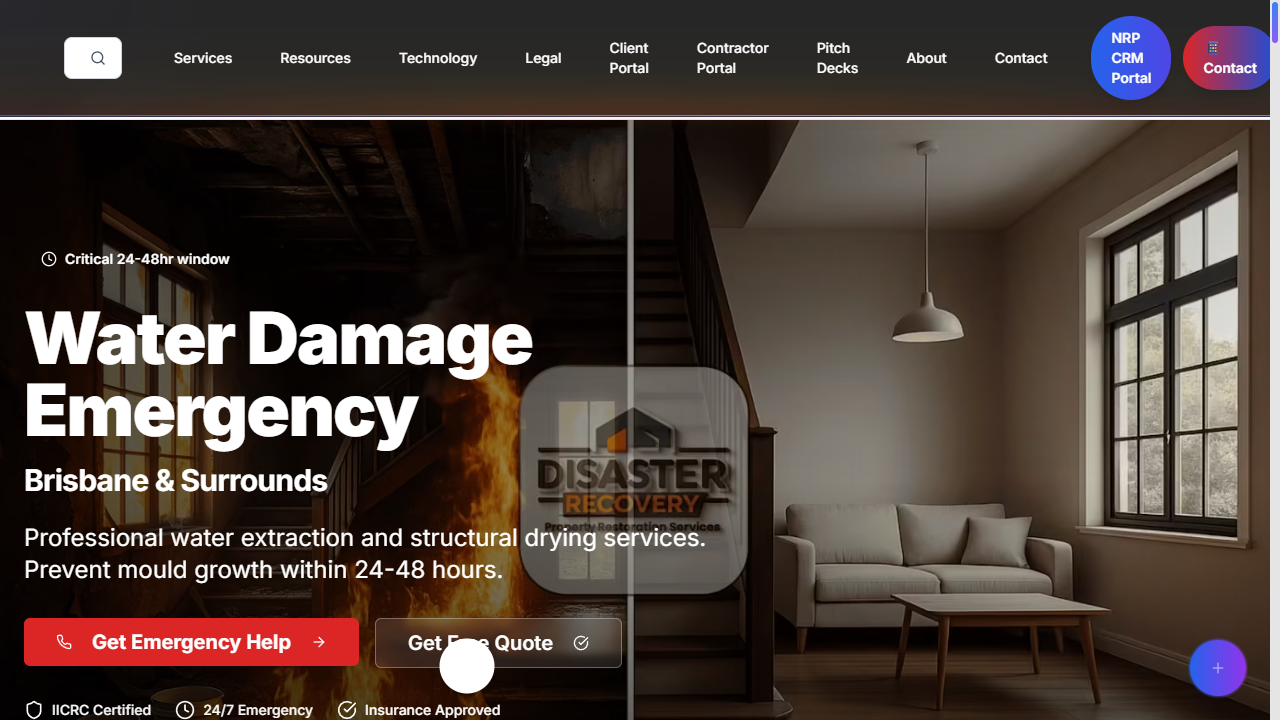 Services
Resources
Technology
Legal
Client
Portal
Contractor
Portal
Pitch
Decks
About
Contact
NRP
CRM
Portal
Contact
Critical 24-48hr window
Water Damage
Emergency
Brisbane & Surrounds
DISASTER
RECOVERY
Property Restoration Services
Professional water extraction and structural drying services.
Prevent mould growth within 24-48 hours.
Get Emergency Help
Get Free Quote
IICRC Certified
24/7 Emergency
Insurance Approved